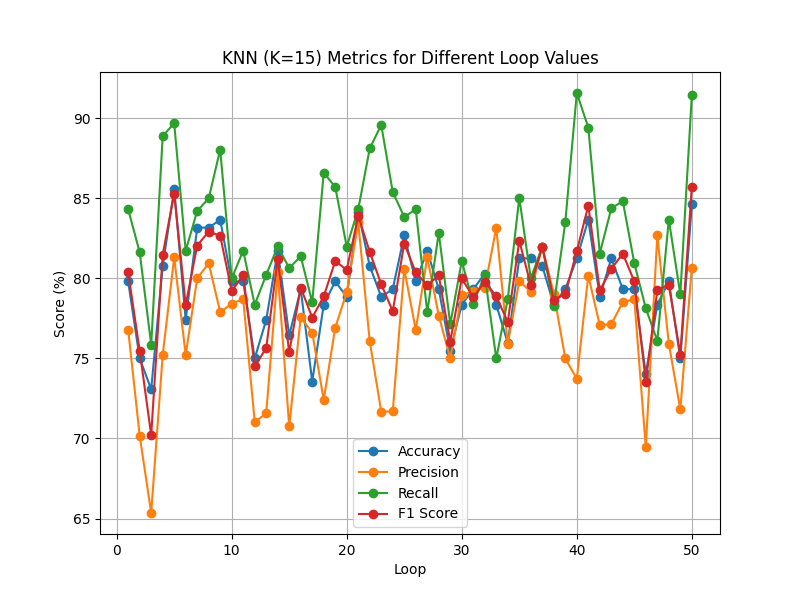 KNN (K=15) Metrics for Different Loop Values
Score (%)
90
85
80
75
70
65
0
10
20
30
40
50
Loop
Accuracy
Precision
Recall
F1 Score